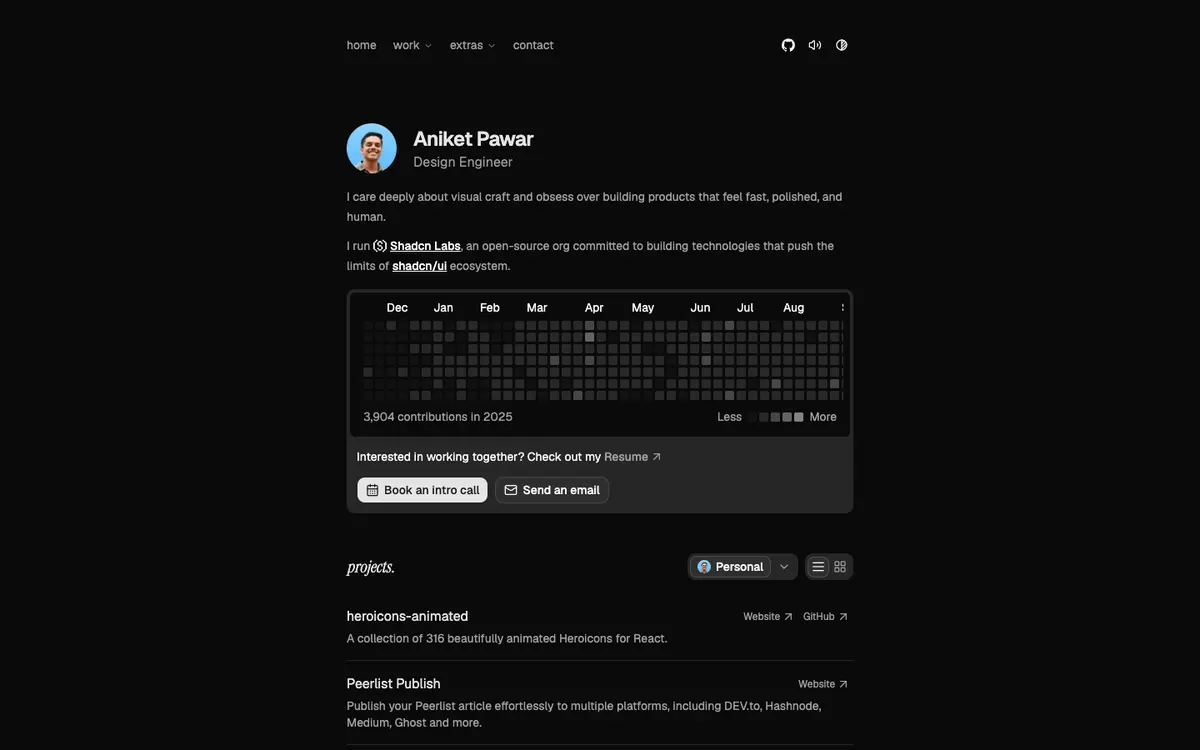 home work extras contact
Aniket Pawar
Design Engineer
I care deeply about visual craft and obsess over building products that feel fast, polished, and
human.
I run Shadcn Labs, an open-source org committed to building technologies that push the
limits of shadcn/ui ecosystem.
Dec Jan Feb Mar Apr May Jun Jul Aug
3,904 contributions in 2025 Less More
Interested in working together? Check out my Resume
Book an intro call Send an email
projects. Personal
heroicons-animated Website GitHub
A collection of 316 beautifully animated Heroicons for React.
Peerlist Publish Website
Publish your Peerlist article effortlessly to multiple platforms, including DEV.to, Hashnode,
Medium, Ghost and more.